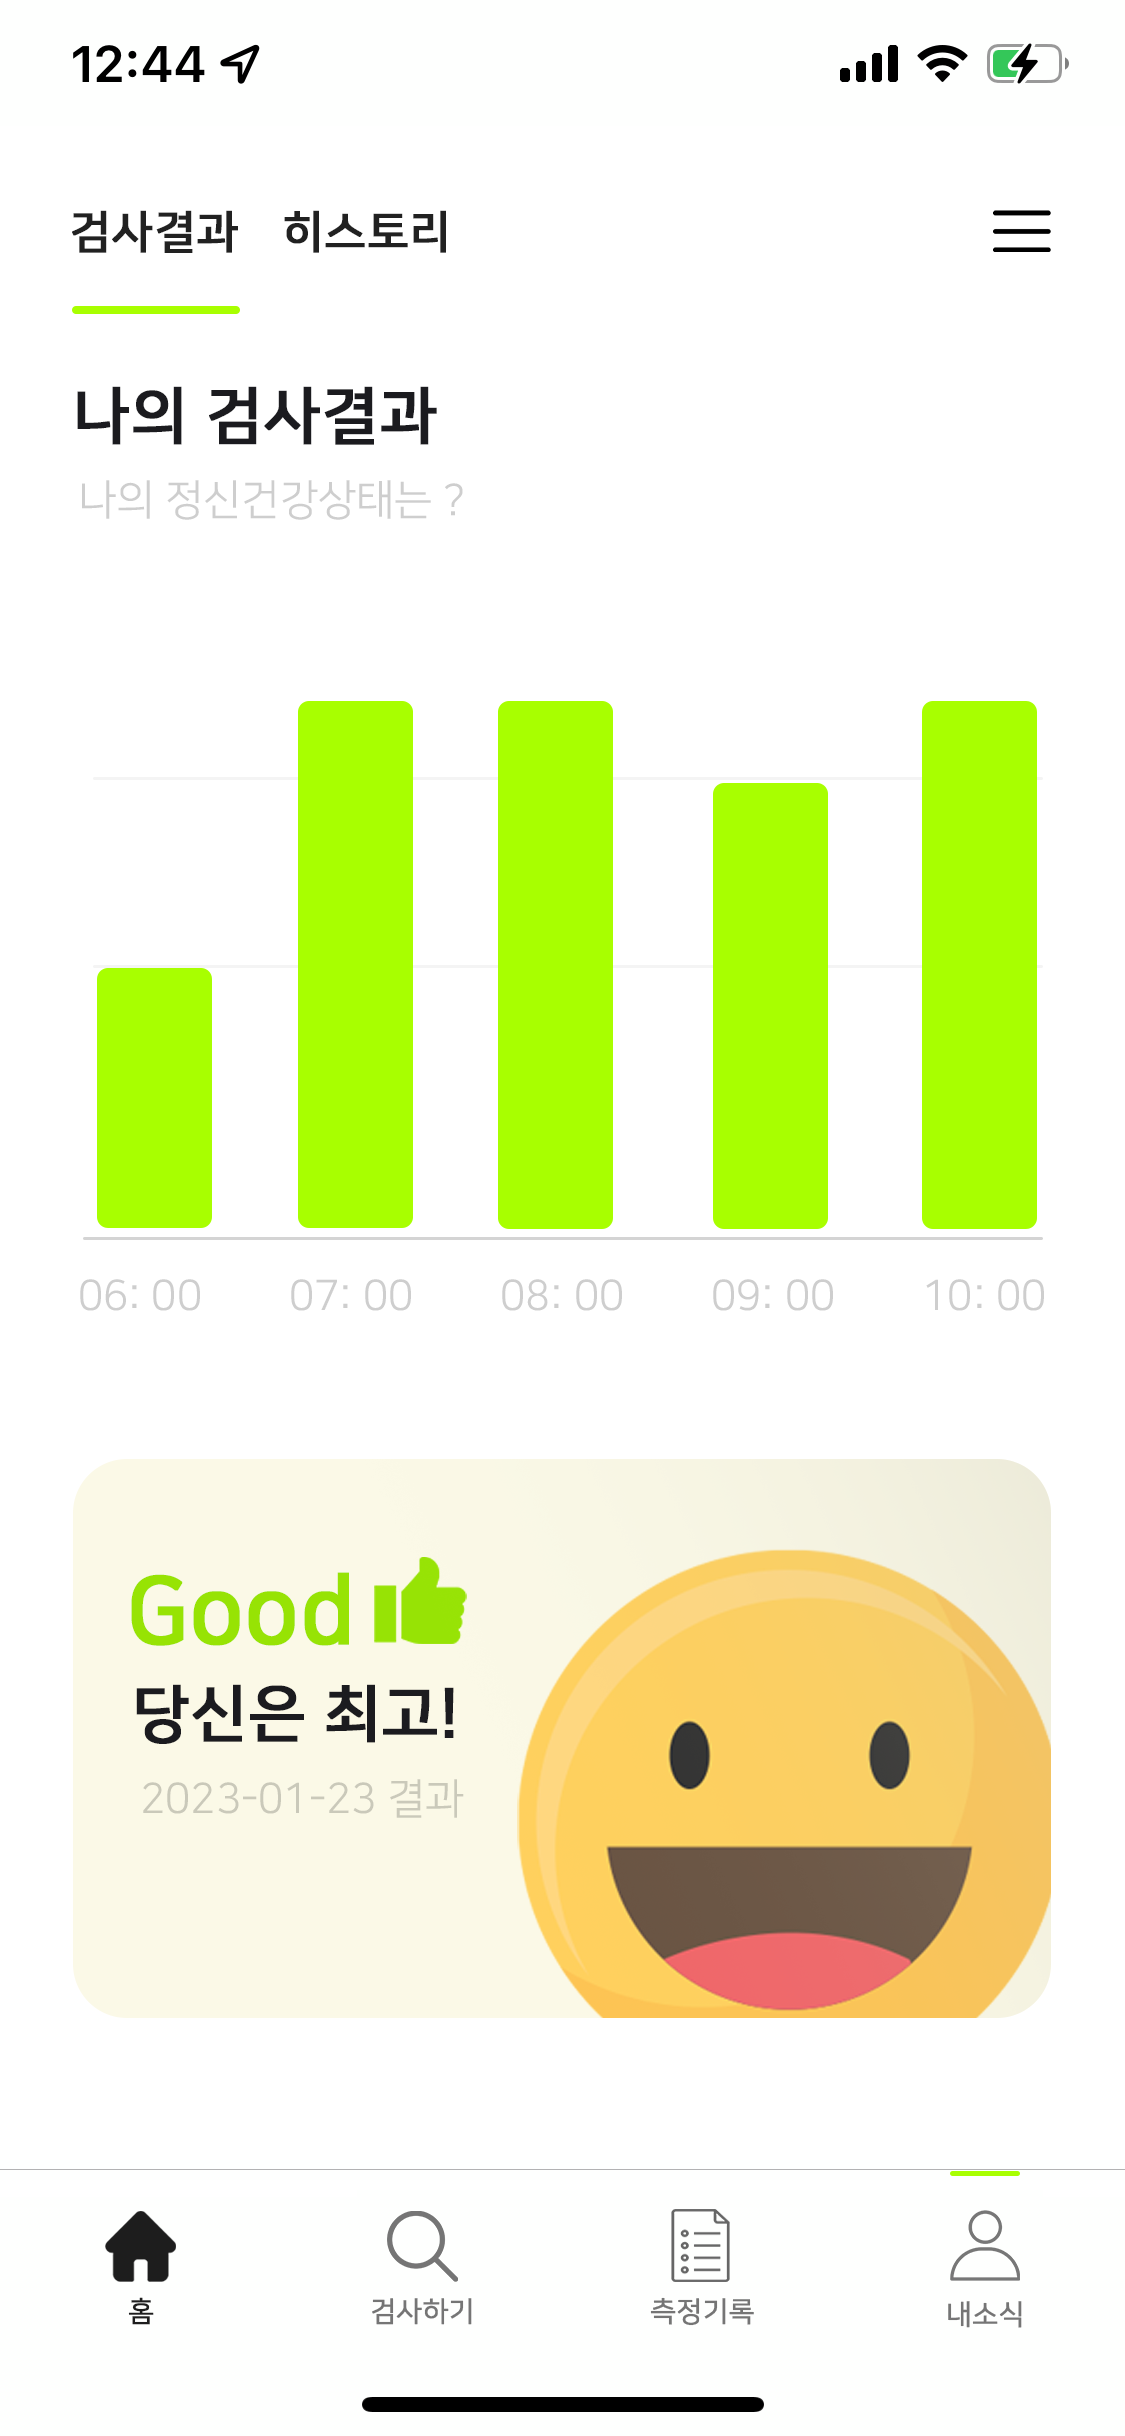 12:44
검사결과 히스토리
나의 검사결과
나의 정신건강상태는 ?
06: 00 07: 00 08: 00 09: 00 10: 00
Good
당신은 최고!
2023-01-23 결과
홈 검사하기 측정기록 내소식